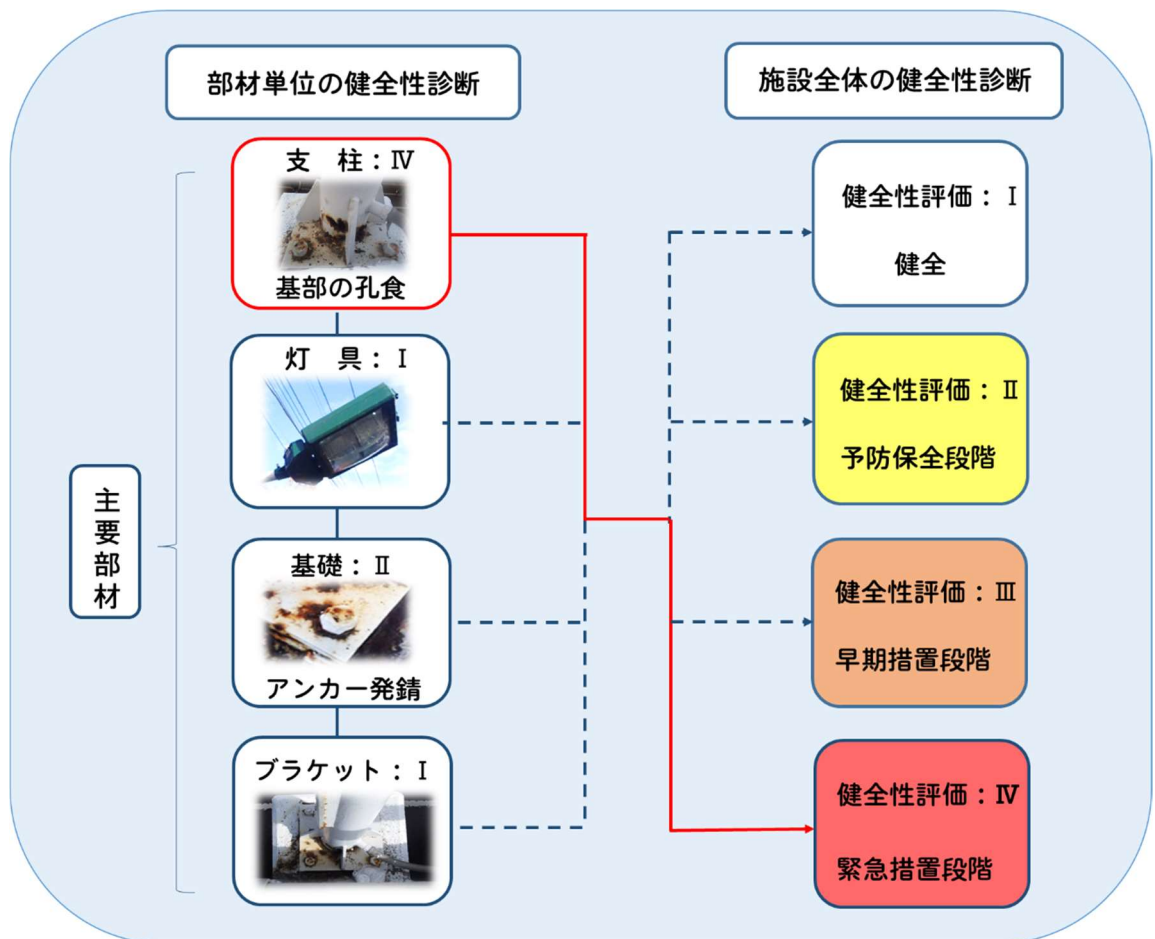 部材単位の健全性診断
施設全体の健全性診断
主要部材
支　柱：Ⅳ
基部の孔食
灯　具：Ⅰ
基礎：Ⅱ
アンカー発錆
ブラケット：Ⅰ
健全性評価：Ⅰ
健全
健全性評価：Ⅱ
予防保全段階
健全性評価：Ⅲ
早期措置段階
健全性評価：Ⅳ
緊急措置段階